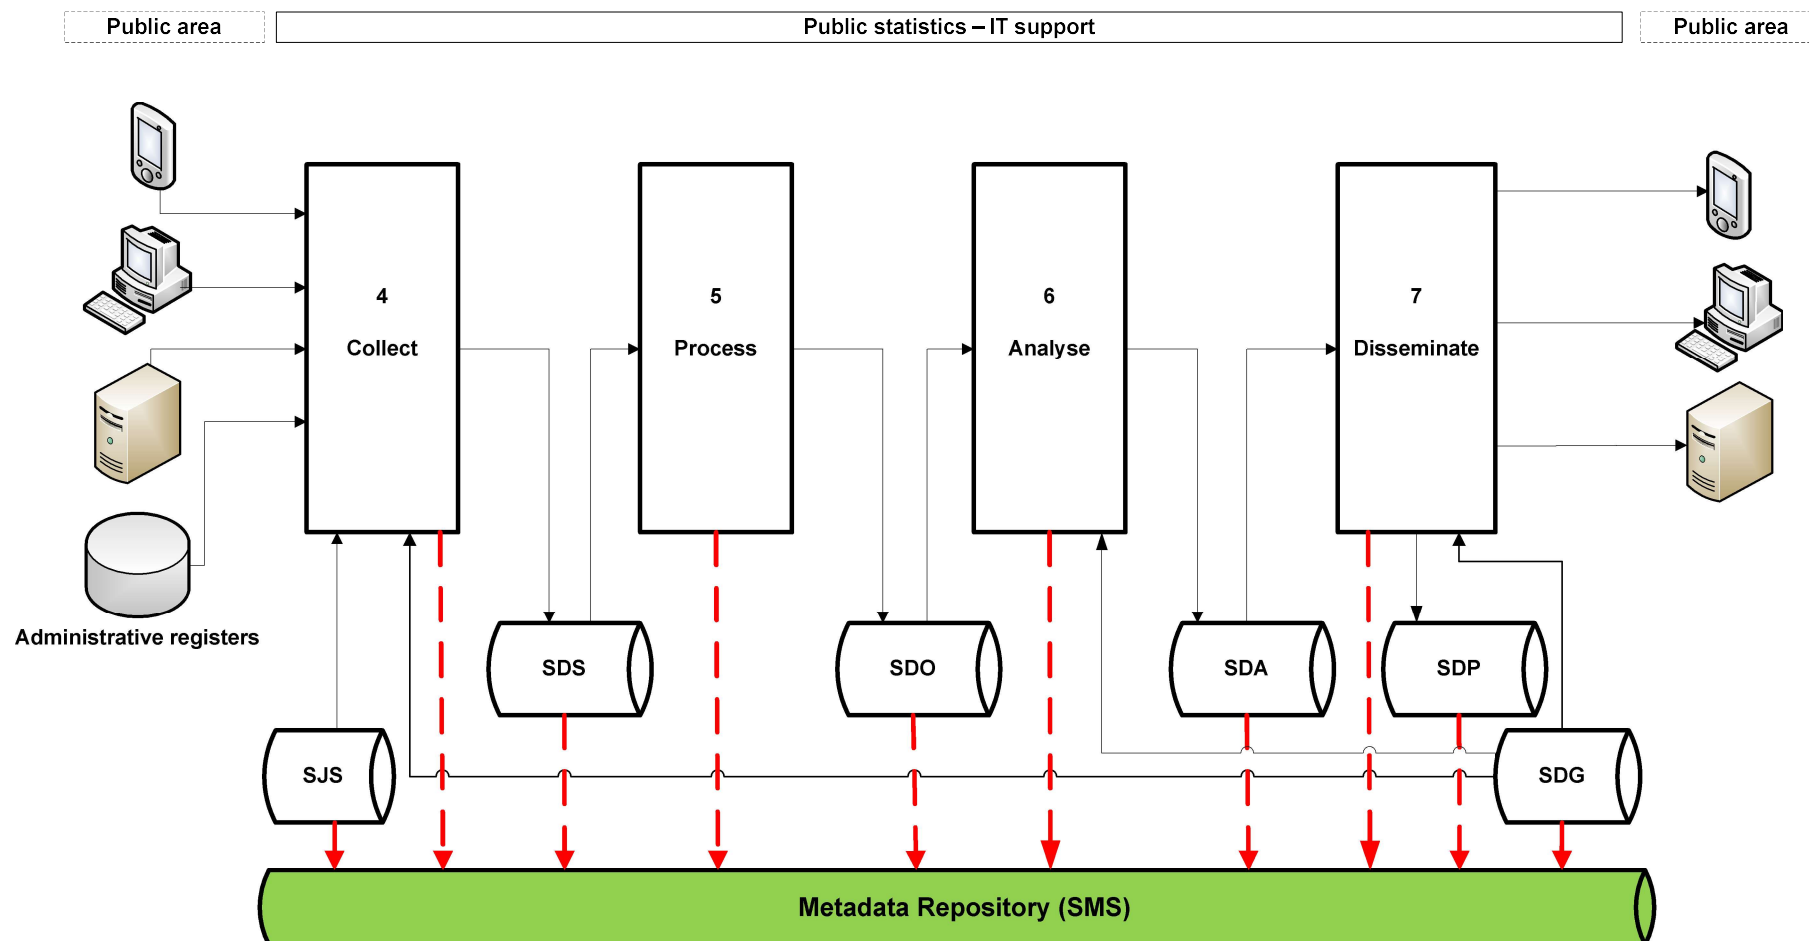 Public area
Public statistics – IT support
Public area
4
Collect
5
Process
6
Analyse
7
Disseminate
Administrative registers
SDS
SDO
SDA
SDP
SJS
SDG
Metadata Repository (SMS)